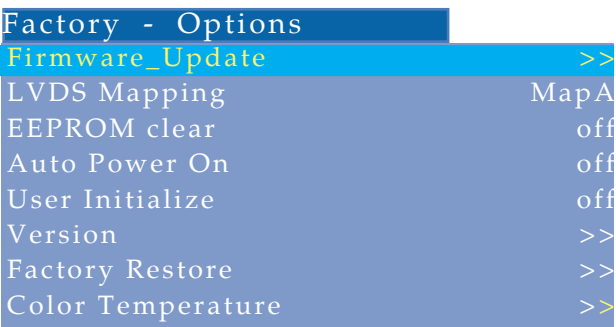 Factory - Options
Firmware_Update >>
LVDS Mapping MapA
EEPROM clear off
Auto Power On off
User Initialize off
Version >>
Factory Restore >>
Color Temperature >>